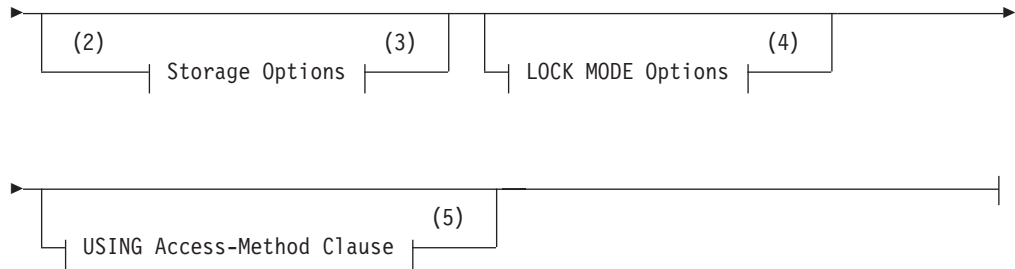 (2) (3) (4)
Storage Options LOCK MODE Options
(5)
USING Access-Method Clause